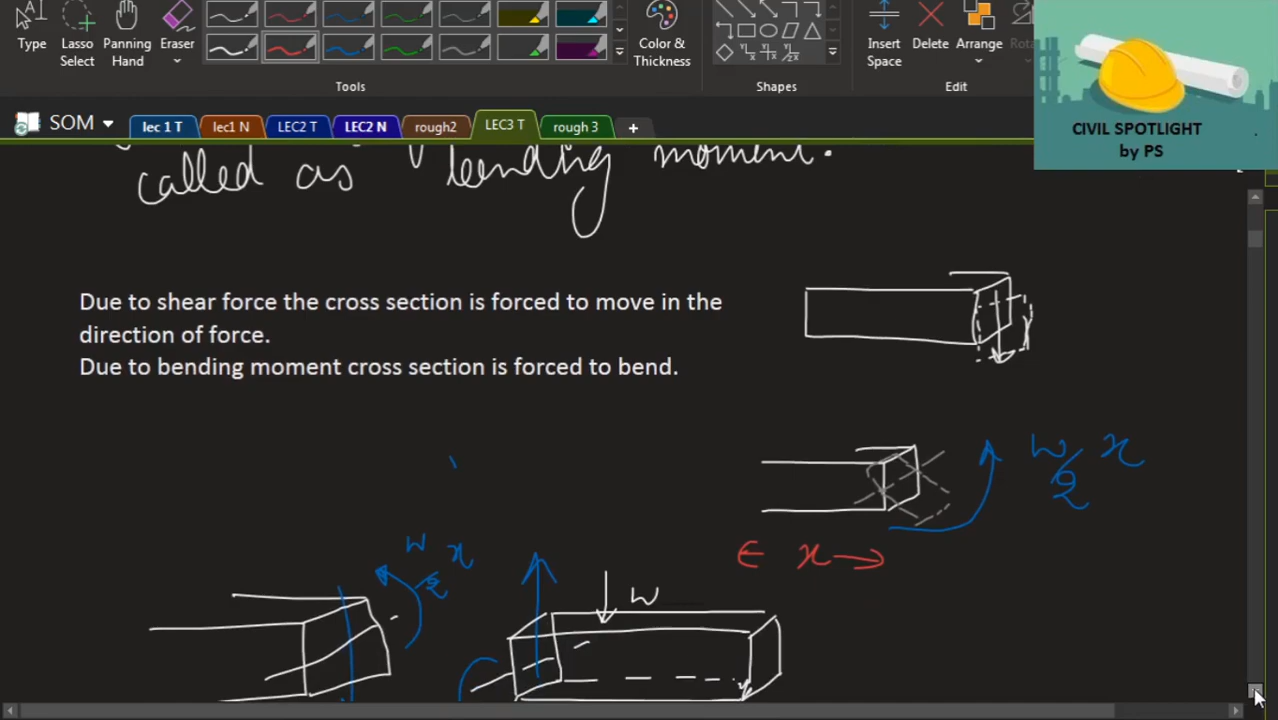 Type
Lasso
Select
Panning
Hand
Eraser
Color &
Thickness
Insert
Space
Delete
Arrange
Tools
Shapes
Edit
CIVIL SPOTLIGHT
by PS
SOM
lec 1 T
lec1 N
LEC2 T
LEC2 N
rough2
LEC3 T
rough 3
called as bending moment.
Due to shear force the cross section is forced to move in the
direction of force.
Due to bending moment cross section is forced to bend.
W/2 x
x
W/2 x
W